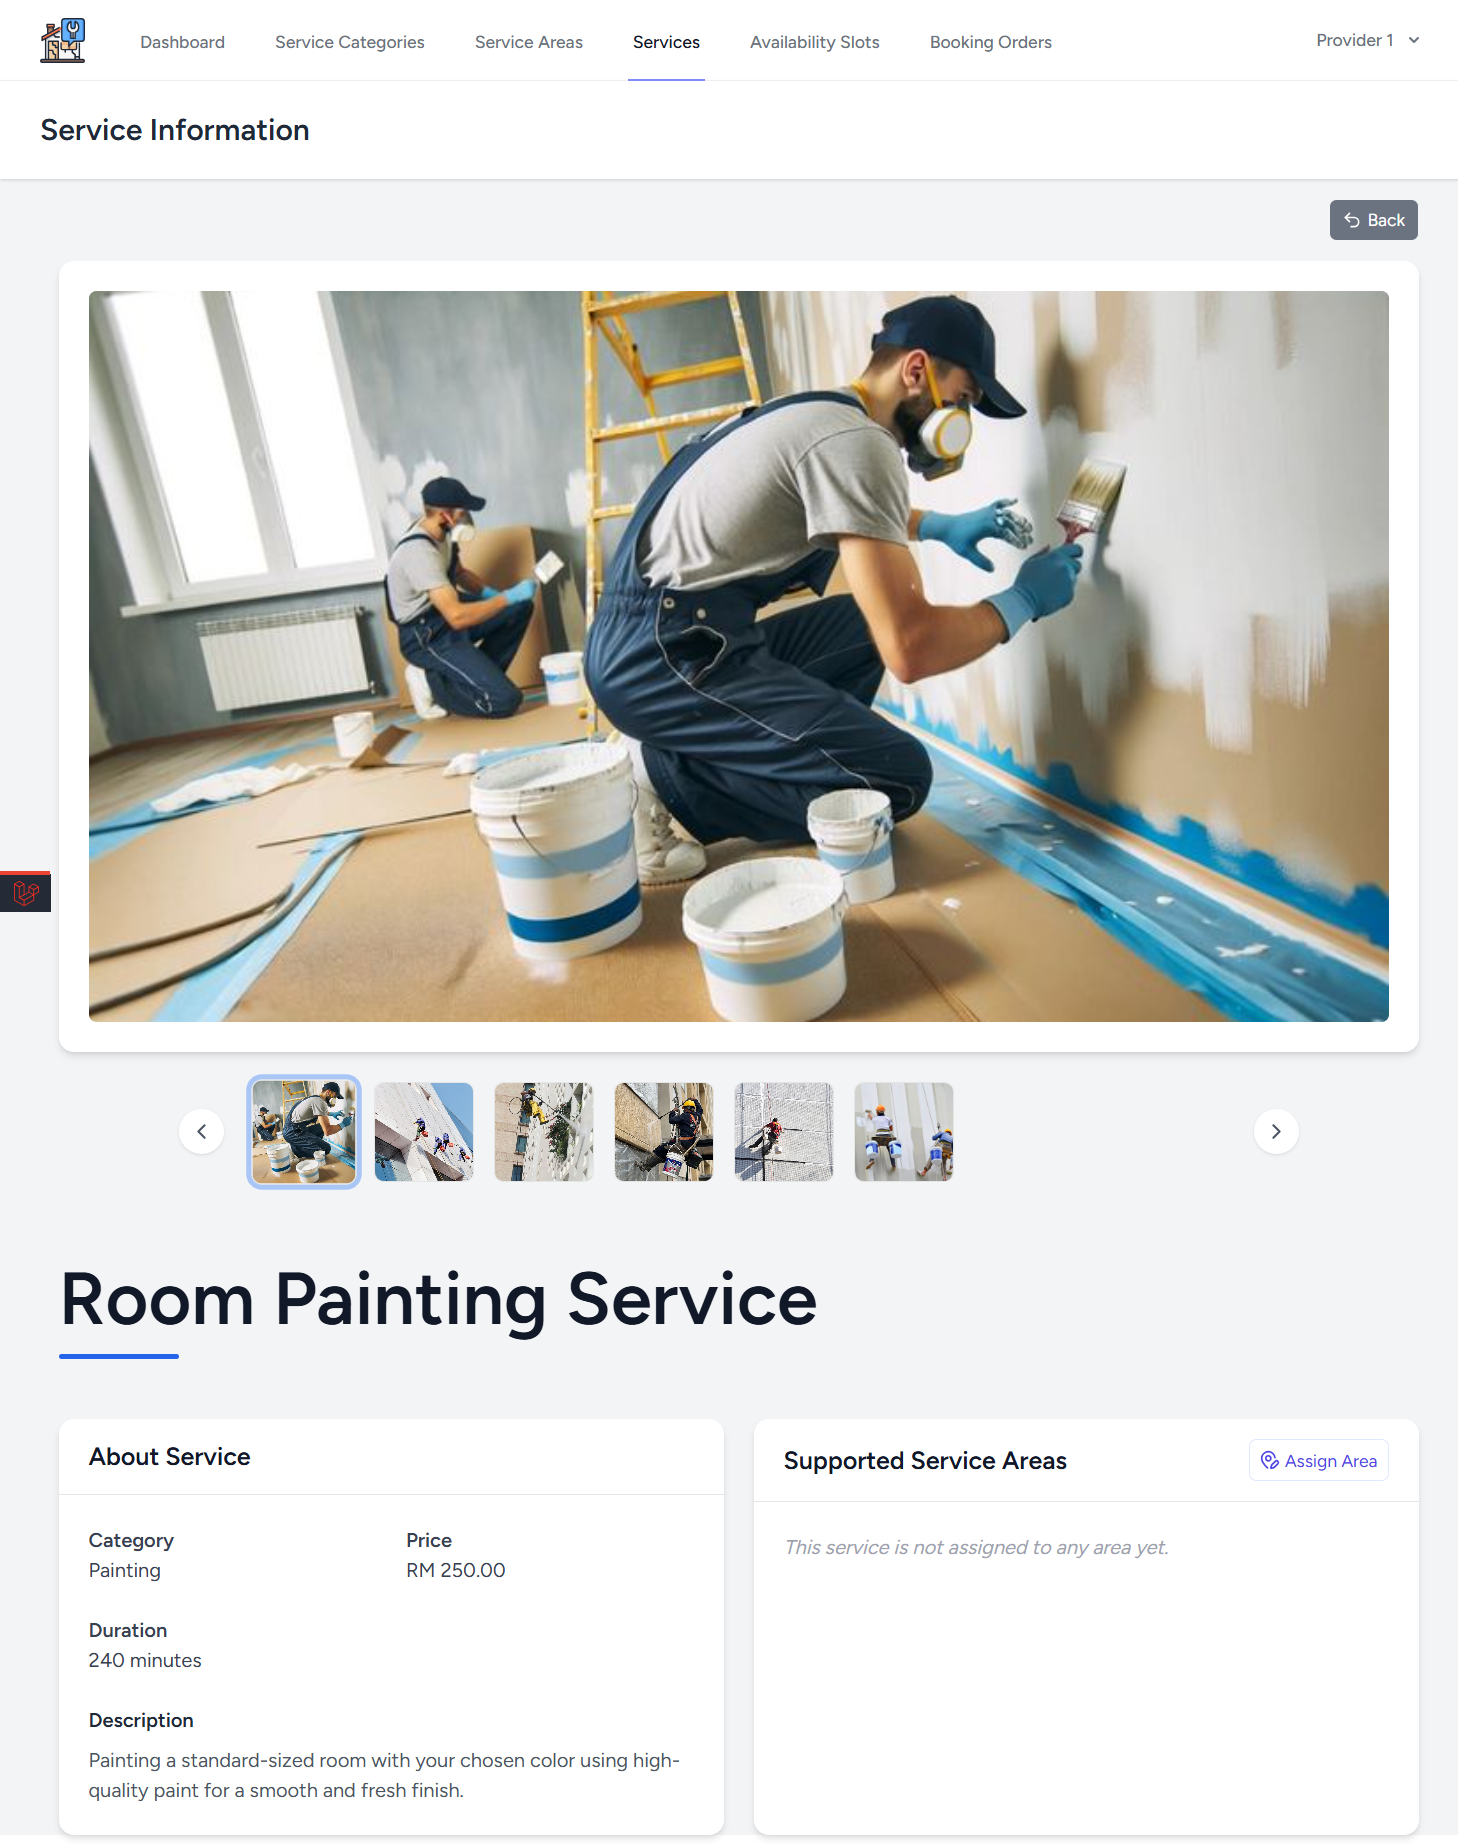 Dashboard
Service Categories
Service Areas
Services
Availability Slots
Booking Orders
Provider 1
Service Information
Back
Room Painting Service
About Service
Category
Painting
Price
RM 250.00
Duration
240 minutes
Description
Painting a standard-sized room with your chosen color using high-
quality paint for a smooth and fresh finish.
Supported Service Areas
Assign Area
This service is not assigned to any area yet.